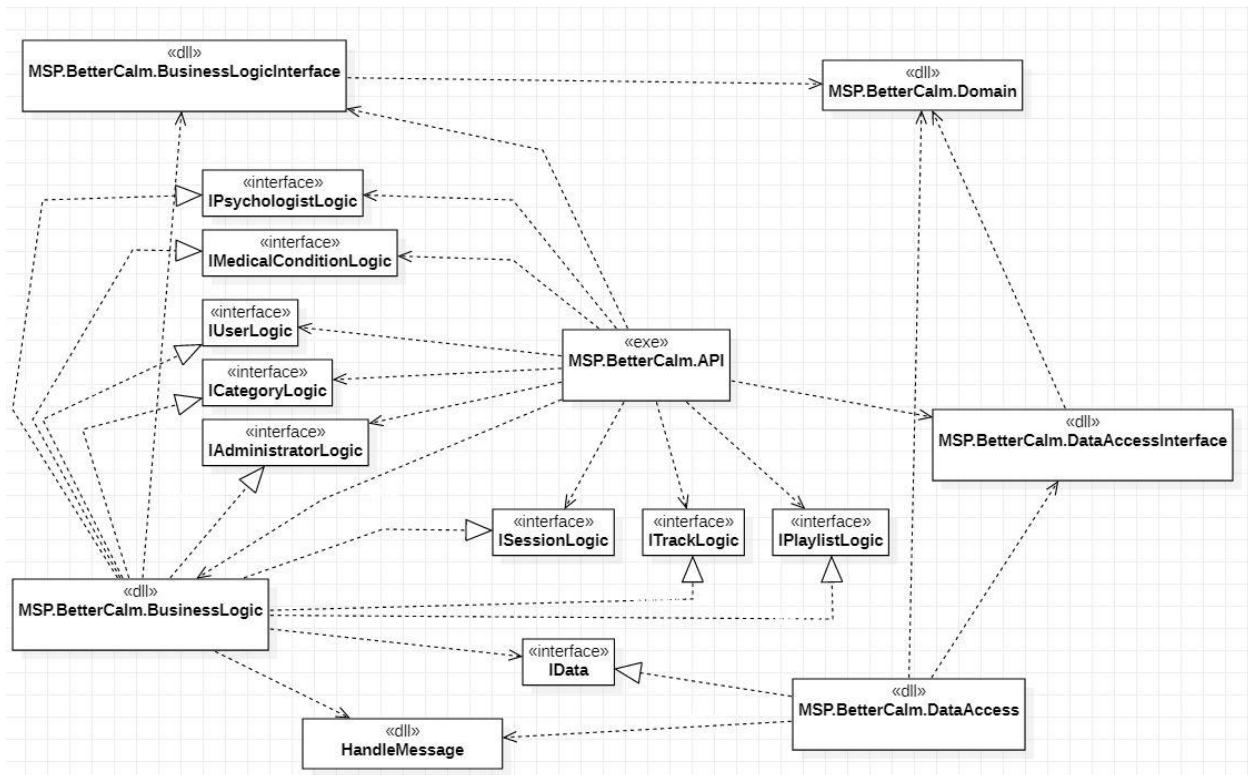 «dll»
MSP.BetterCalm.BusinessLogicInterface
«dll»
MSP.BetterCalm.Domain
«interface»
IPsychologistLogic
«interface»
IMedicalConditionLogic
«interface»
IUserLogic
«exe»
MSP.BetterCalm.API
«interface»
ICategoryLogic
«interface»
IAdministratorLogic
«dll»
MSP.BetterCalm.DataAccessInterface
«interface»
ISessionLogic
«interface»
ITrackLogic
«interface»
IPlaylistLogic
«dll»
MSP.BetterCalm.BusinessLogic
«interface»
IData
«dll»
MSP.BetterCalm.DataAccess
«dll»
HandleMessage